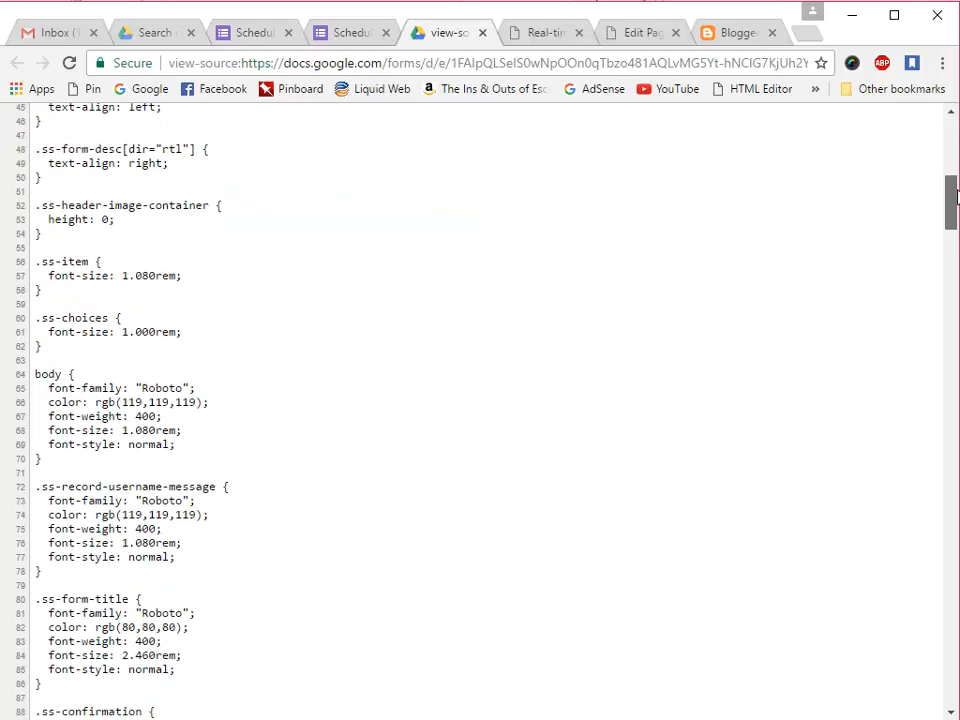 Inbox (
Search
Schedul
Schedul
view-so
Real-tin
Edit Pag
Blogger
Secure view-source:https://docs.google.com/forms/d/e/1FAIpQLSelS0wNpOOn0qTbzo481AQLvMG5Yt-hNClG7KjUh2Y
Apps Pin Google Facebook Pinboard Liquid Web The Ins & Outs of Esc AdSense YouTube HTML Editor » Other bookmarks
45 text-align: left;
46 }
47
48 .ss-form-desc[dir="rtl"] {
49 text-align: right;
50 }
51
52 .ss-header-image-container {
53 height: 0;
54 }
55
56 .ss-item {
57 font-size: 1.080rem;
58 }
59
60 .ss-choices {
61 font-size: 1.000rem;
62 }
63
64 body {
65 font-family: "Roboto";
66 color: rgb(119,119,119);
67 font-weight: 400;
68 font-size: 1.080rem;
69 font-style: normal;
70 }
71
72 .ss-record-username-message {
73 font-family: "Roboto";
74 color: rgb(119,119,119);
75 font-weight: 400;
76 font-size: 1.080rem;
77 font-style: normal;
78 }
79
80 .ss-form-title {
81 font-family: "Roboto";
82 color: rgb(80,80,80);
83 font-weight: 400;
84 font-size: 2.460rem;
85 font-style: normal;
86 }
87
88 .ss-confirmation {